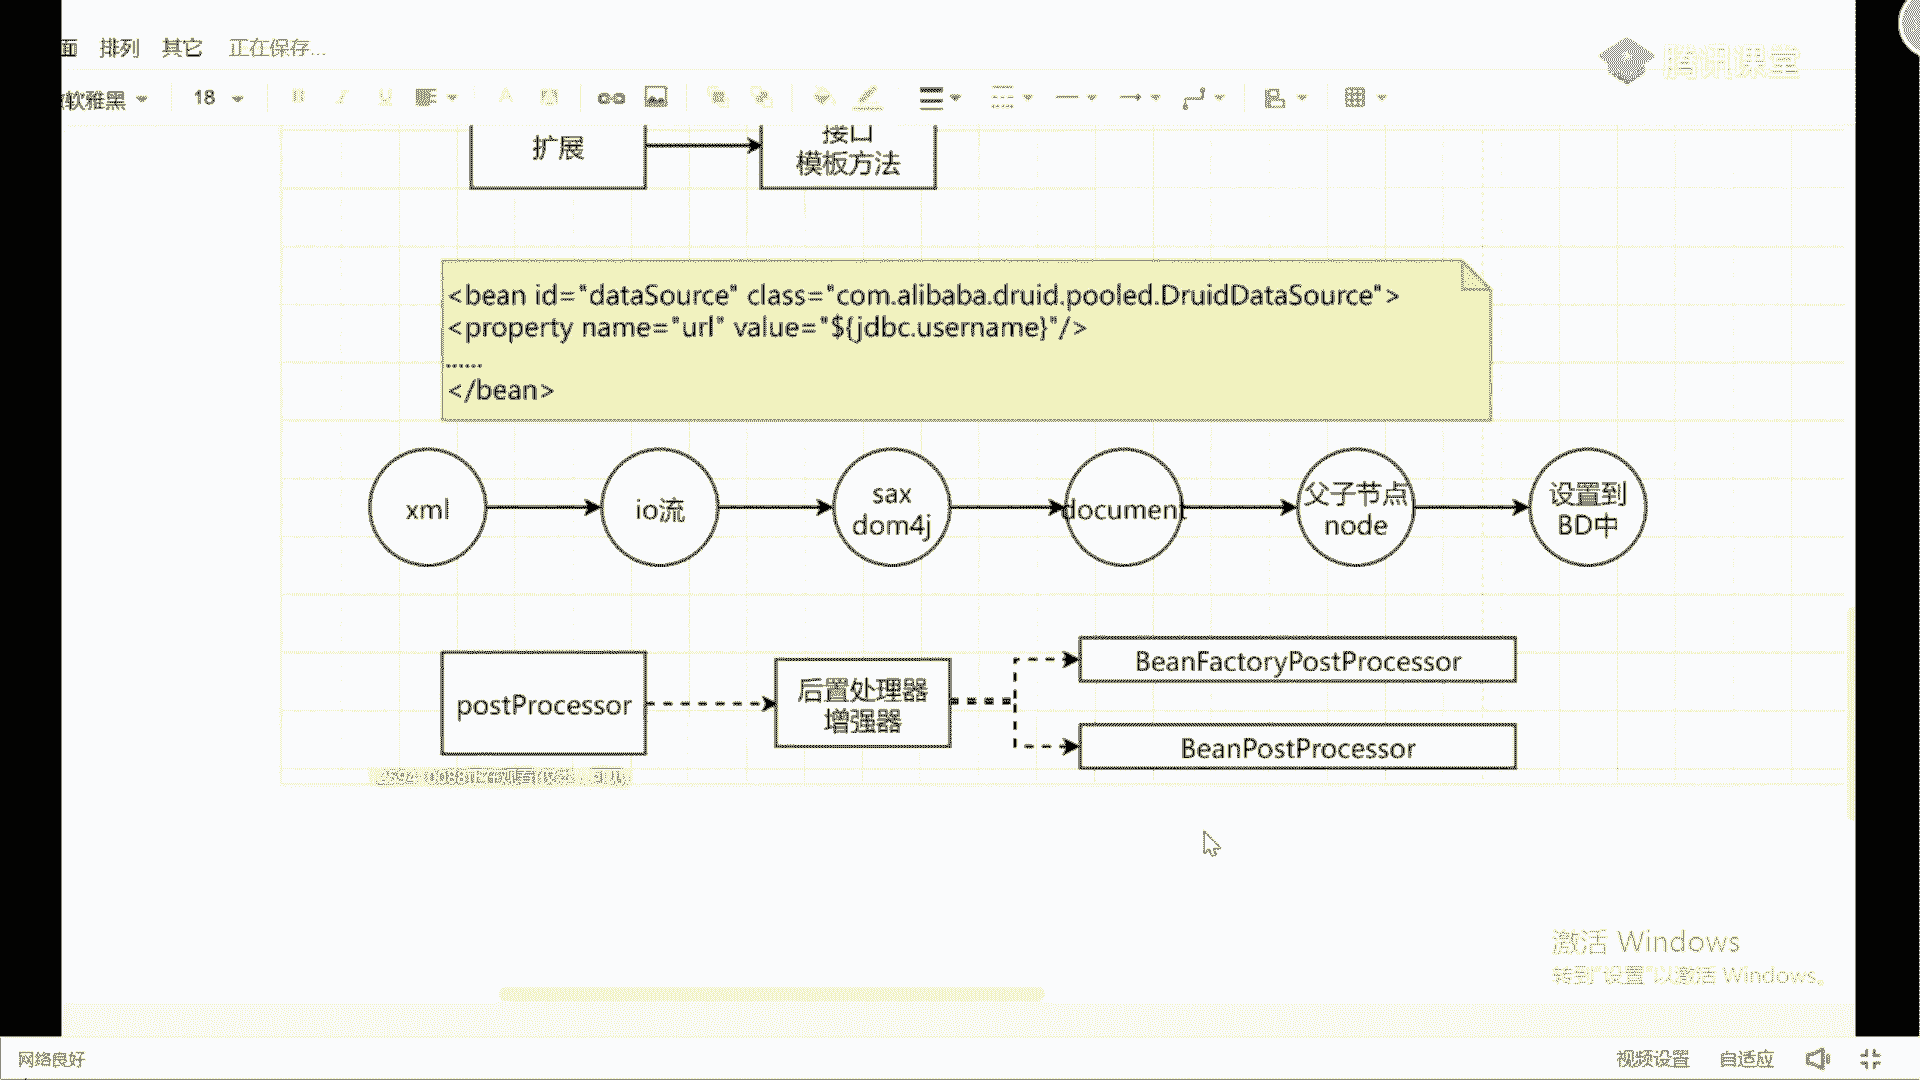 面 排列 其它 正在保存...
腾讯课堂
软雅黑 18
扩展
接口
模板方法
<bean id="dataSource" class="com.alibaba.druid.pooled.DruidDataSource">
<property name="url" value="${jdbc.username}"/>
......
</bean>
xml
io流
sax
dom4j
document
父子节点
node
设置到
BD中
postProcessor
后置处理器
增强器
BeanFactoryPostProcessor
BeanPostProcessor
激活 Windows
转到"设置"以激活 Windows。
网络良好 视频设置 自适应